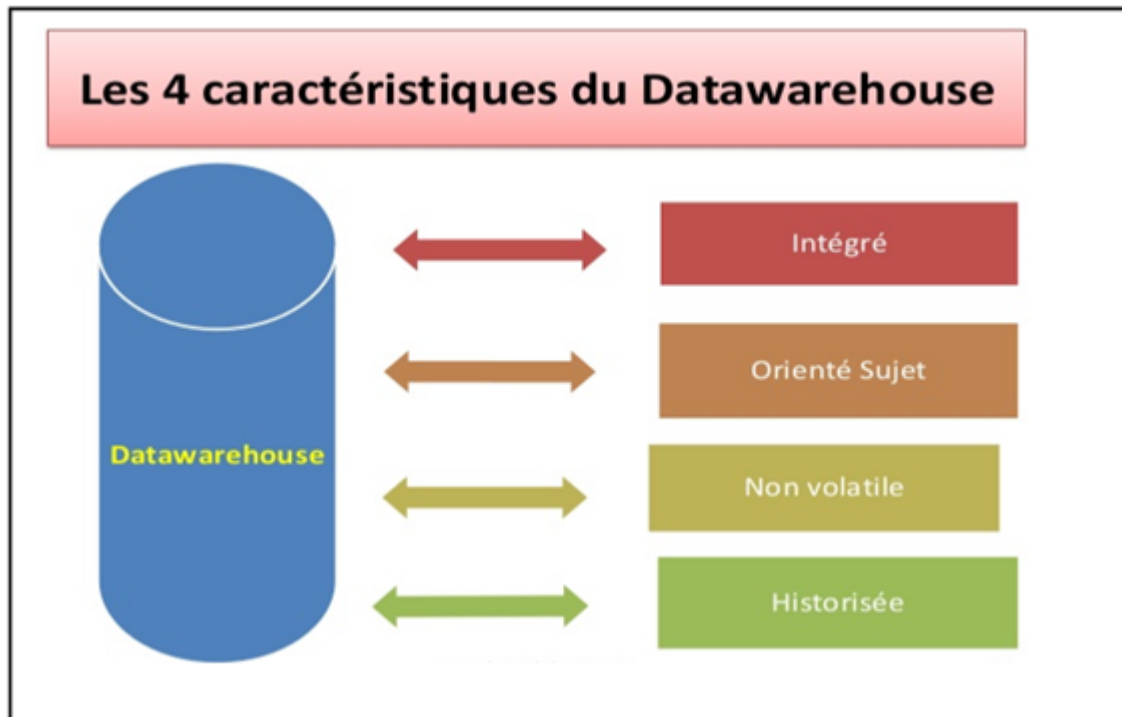 Les 4 caractéristiques du Datawarehouse
Intégré
Orienté Sujet
Datawarehouse
Non volatile
Historisée